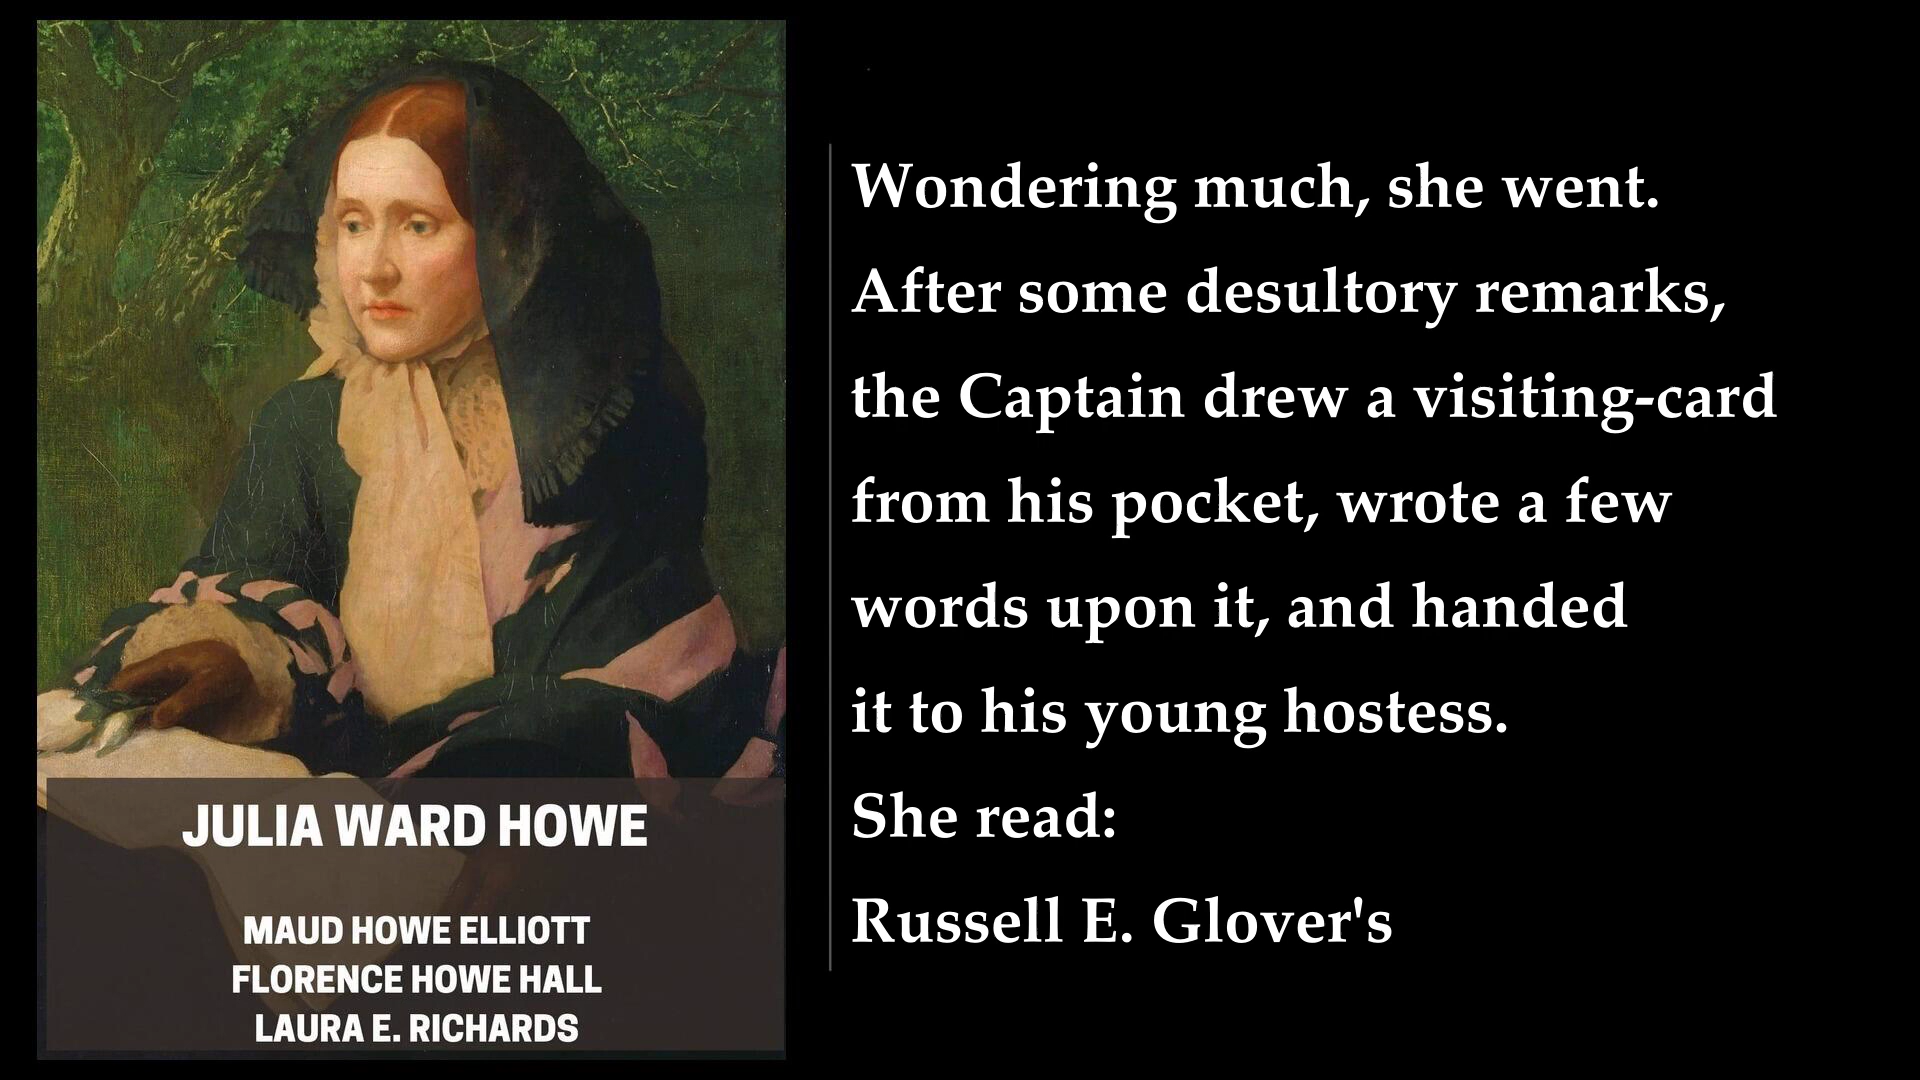 JULIA WARD HOWE
MAUD HOWE ELLIOTT
FLORENCE HOWE HALL
LAURA E. RICHARDS
Wondering much, she went.
After some desultory remarks,
the Captain drew a visiting-card
from his pocket, wrote a few
words upon it, and handed
it to his young hostess.
She read:
Russell E. Glover's